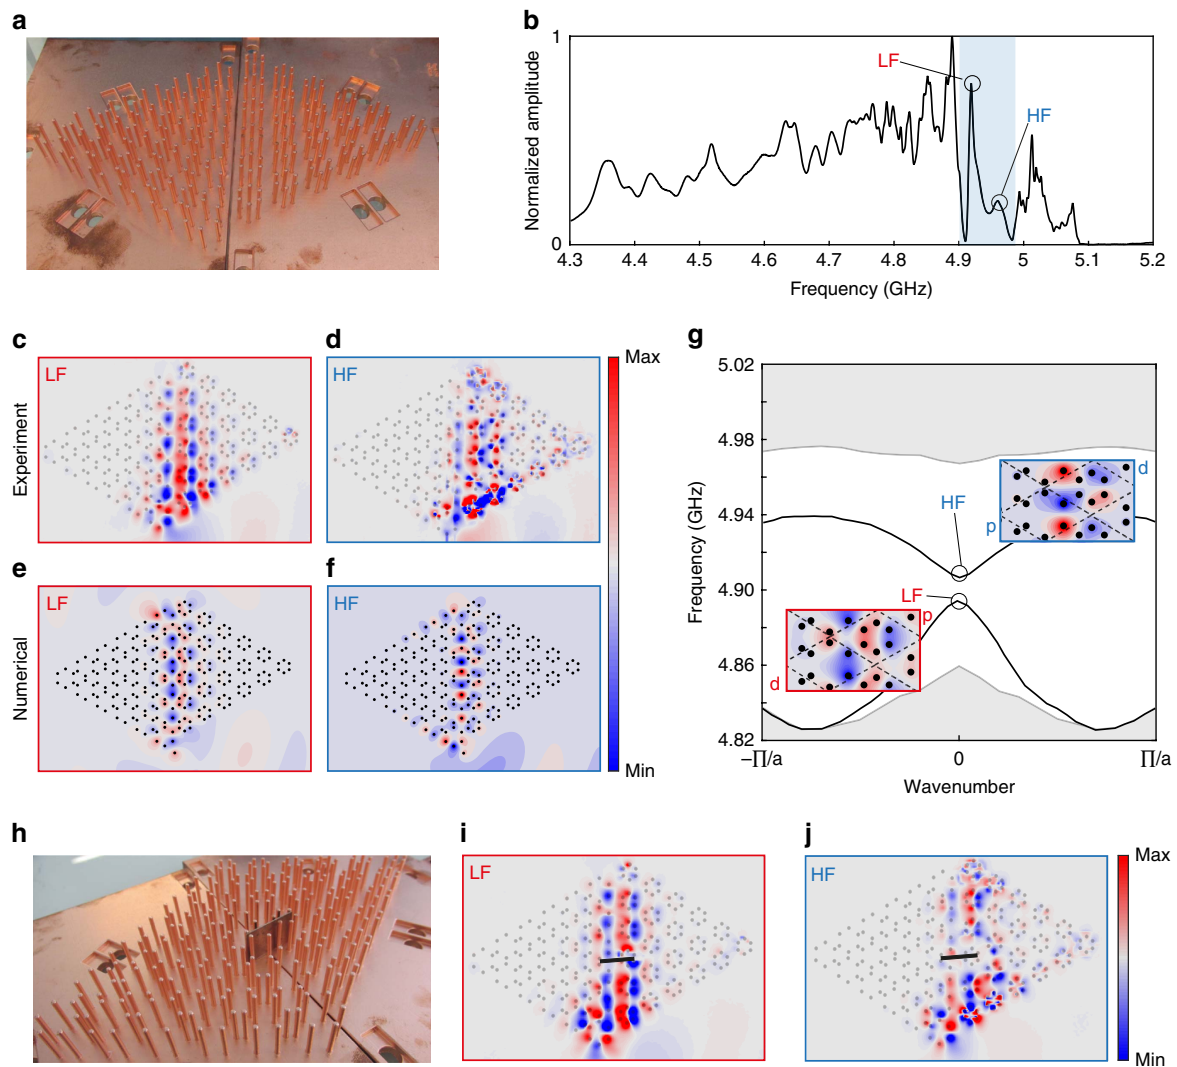 a
b
1
0
Normalized amplitude
LF
HF
4.3 4.4 4.5 4.6 4.7 4.8 4.9 5 5.1 5.2
Frequency (GHz)
c
d
LF
HF
Experiment
Max
Min
e
f
LF
HF
Numerical
g
5.02
4.98
4.94
4.90
4.86
4.82
Frequency (GHz)
HF
LF
d
p
p
d
−∏/a 0 ∏/a
Wavenumber
h
i
j
LF
HF
Max
Min